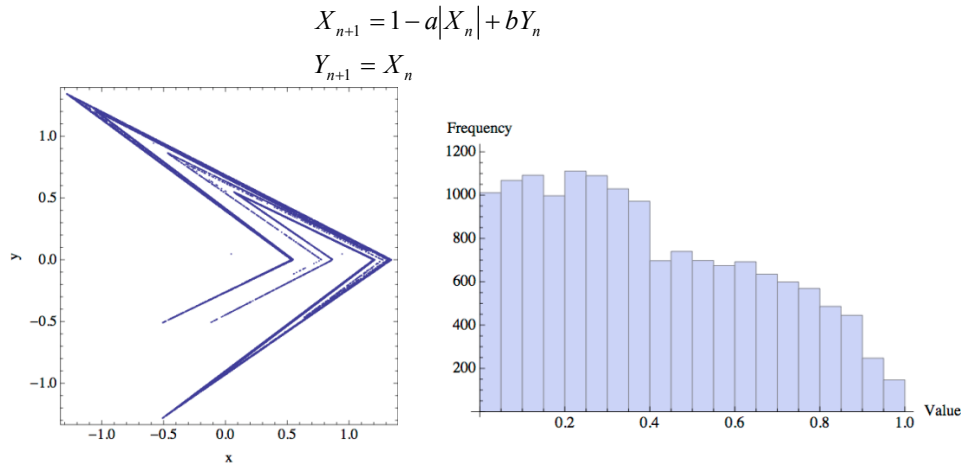 X_{n+1} = 1 - a|X_n| + bY_n
Y_{n+1} = X_n
1.0
0.5
0.0
−0.5
−1.0
y
−1.0 −0.5 0.0 0.5 1.0
x
Frequency
1200
1000
800
600
400
200
0.2 0.4 0.6 0.8 1.0
Value